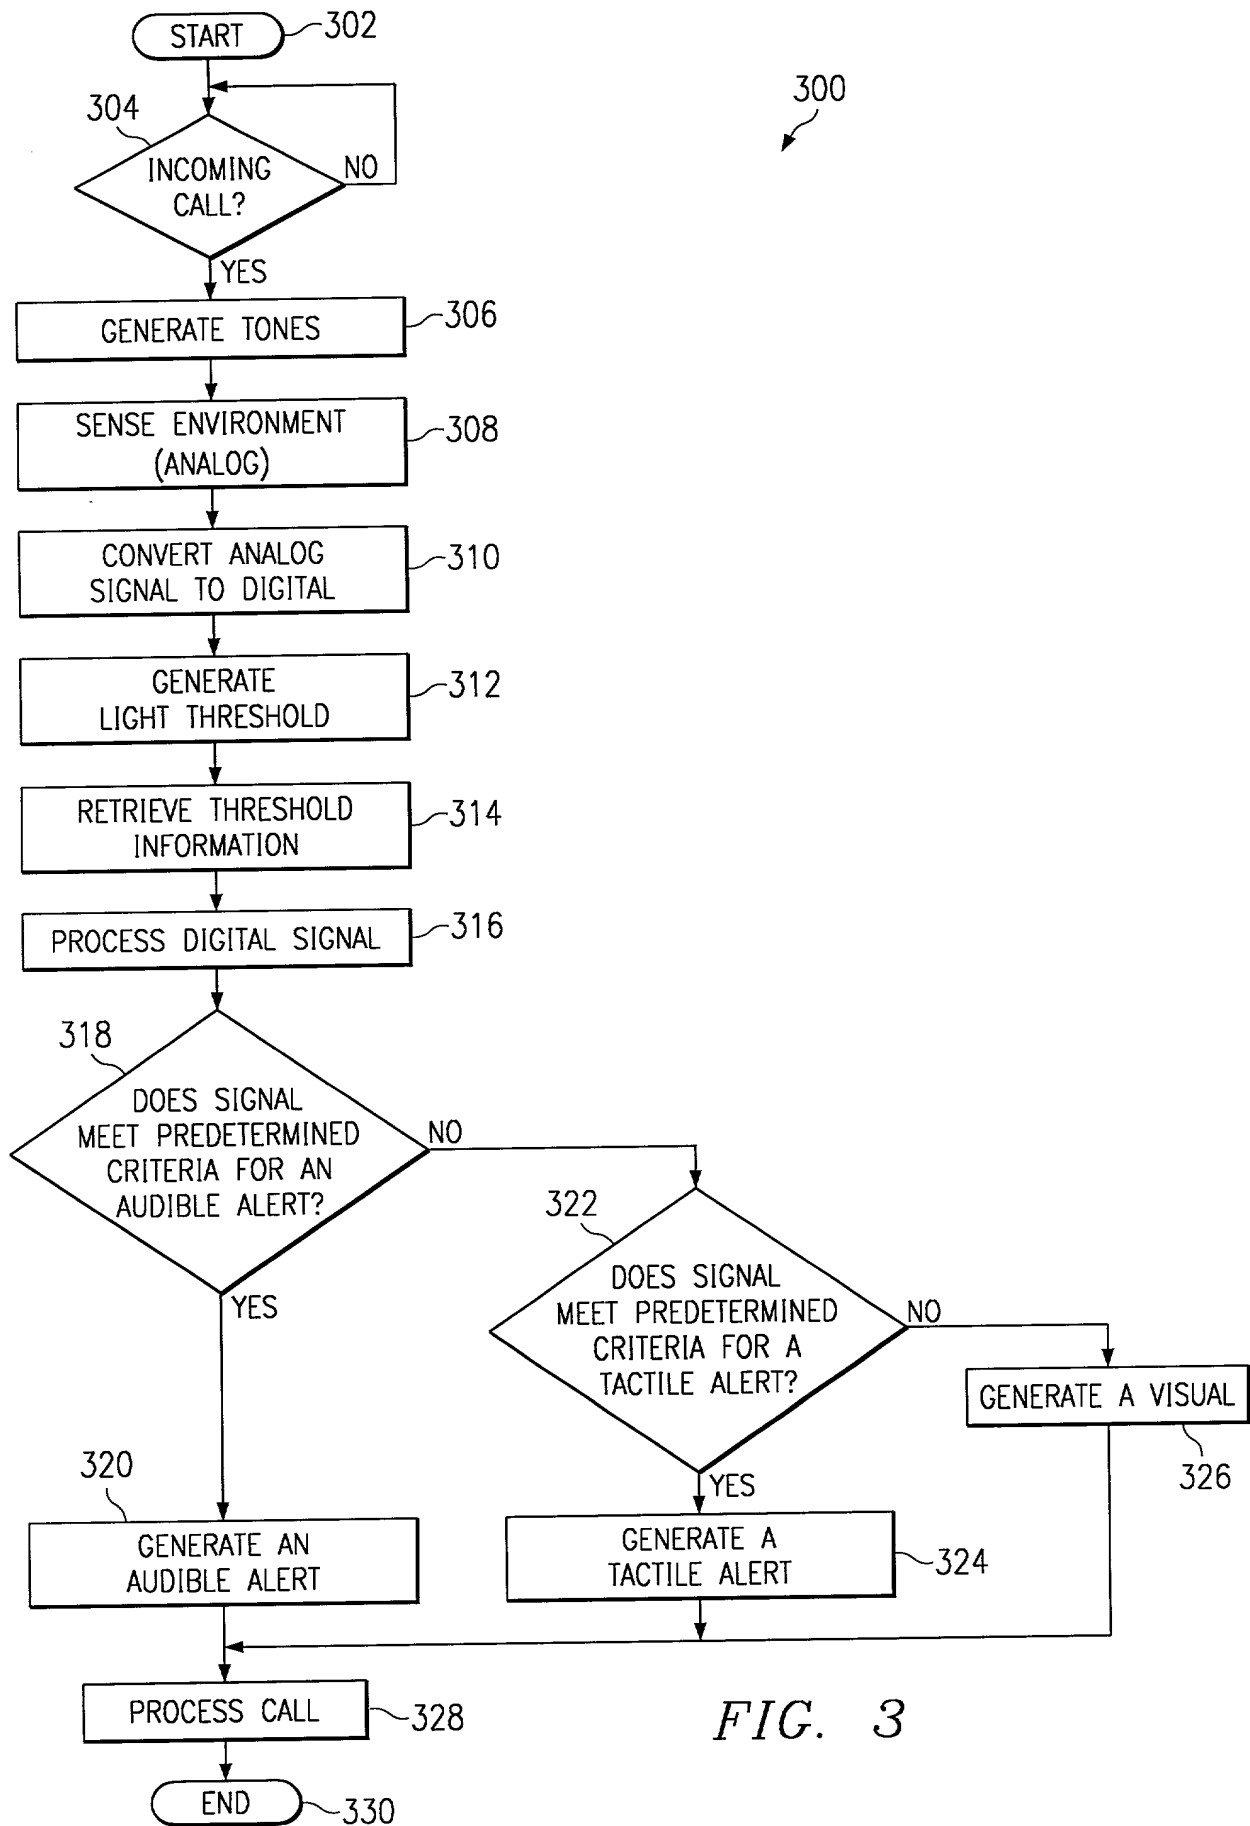 START
302
300
304
INCOMING
CALL?
NO
YES
GENERATE TONES
306
SENSE ENVIRONMENT
(ANALOG)
308
CONVERT ANALOG
SIGNAL TO DIGITAL
310
GENERATE
LIGHT THRESHOLD
312
RETRIEVE THRESHOLD
INFORMATION
314
PROCESS DIGITAL SIGNAL
316
318
DOES SIGNAL
MEET PREDETERMINED
CRITERIA FOR AN
AUDIBLE ALERT?
NO
YES
322
DOES SIGNAL
MEET PREDETERMINED
CRITERIA FOR A
TACTILE ALERT?
NO
YES
GENERATE A VISUAL
326
320
GENERATE AN
AUDIBLE ALERT
GENERATE A
TACTILE ALERT
324
PROCESS CALL
328
FIG. 3
END
330